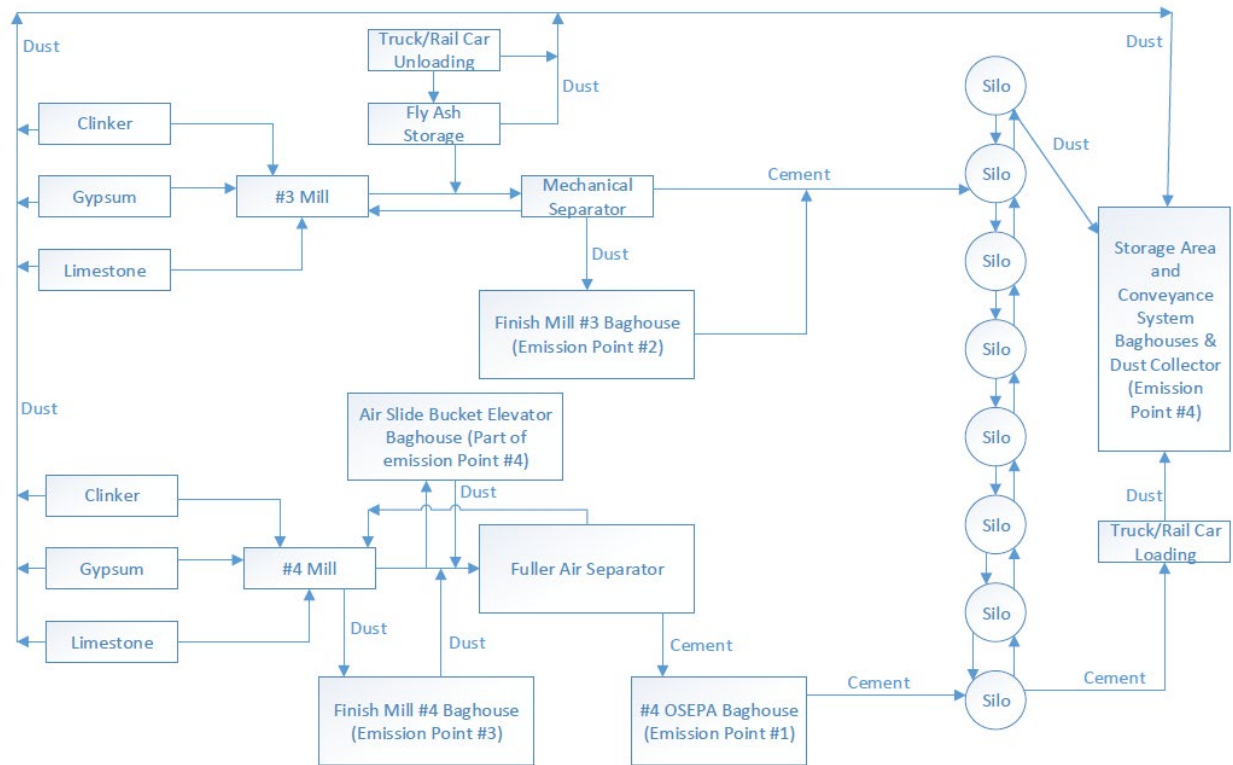 Dust
Truck/Rail Car
Unloading
Dust
Dust
Silo
Clinker
Fly Ash
Storage
Dust
Gypsum
#3 Mill
Mechanical
Separator
Cement
Silo
Limestone
Dust
Silo
Storage Area
and
Conveyance
System
Baghouses &
Dust Collector
(Emission
Point #4)
Finish Mill #3 Baghouse
(Emission Point #2)
Silo
Dust
Air Slide Bucket Elevator
Baghouse (Part of
emission Point #4)
Silo
Clinker
Dust
Dust
Silo
Truck/Rail Car
Loading
Gypsum
#4 Mill
Fuller Air Separator
Silo
Limestone
Dust
Dust
Cement
Cement
Cement
Silo
Finish Mill #4 Baghouse
(Emission Point #3)
#4 OSEPA Baghouse
(Emission Point #1)